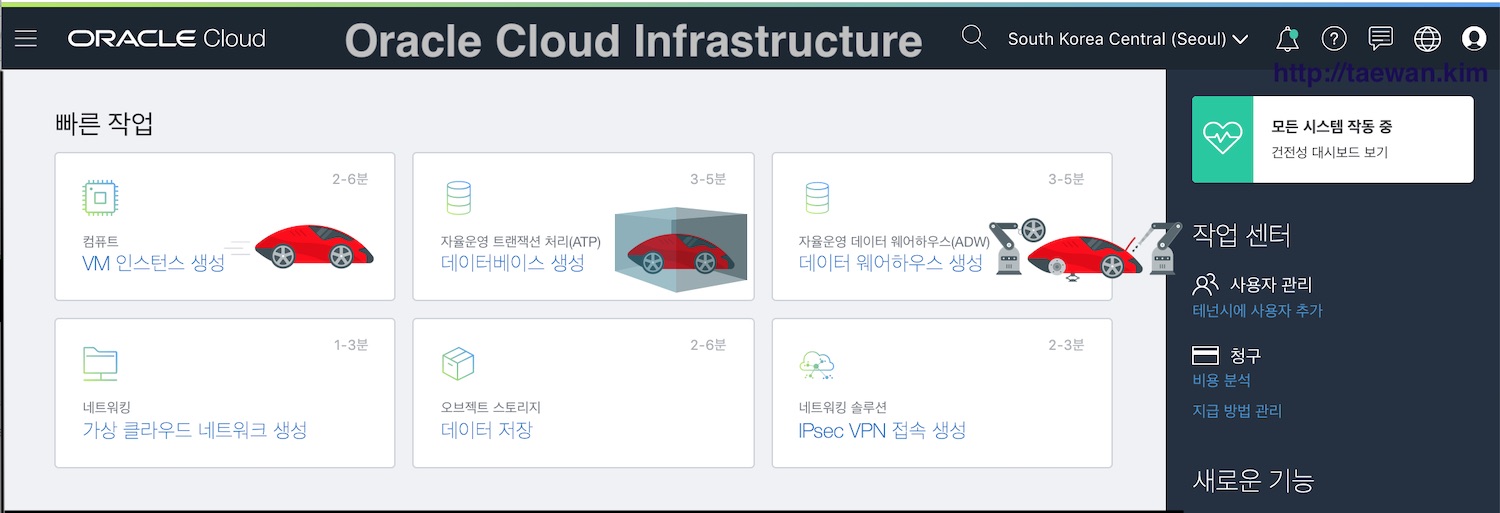 ORACLE Cloud
Oracle Cloud Infrastructure
South Korea Central (Seoul)
http://taewan.kim
빠른 작업
2-6분
컴퓨트
VM 인스턴스 생성
3-5분
자율운영 트랜잭션 처리(ATP)
데이터베이스 생성
3-5분
자율운영 데이터 웨어하우스(ADW)
데이터 웨어하우스 생성
1-3분
네트워킹
가상 클라우드 네트워크 생성
2-6분
오브젝트 스토리지
데이터 저장
2-3분
네트워킹 솔루션
IPsec VPN 접속 생성
모든 시스템 작동 중
건전성 대시보드 보기
작업 센터
사용자 관리
테넌시에 사용자 추가
청구
비용 분석
지급 방법 관리
새로운 기능